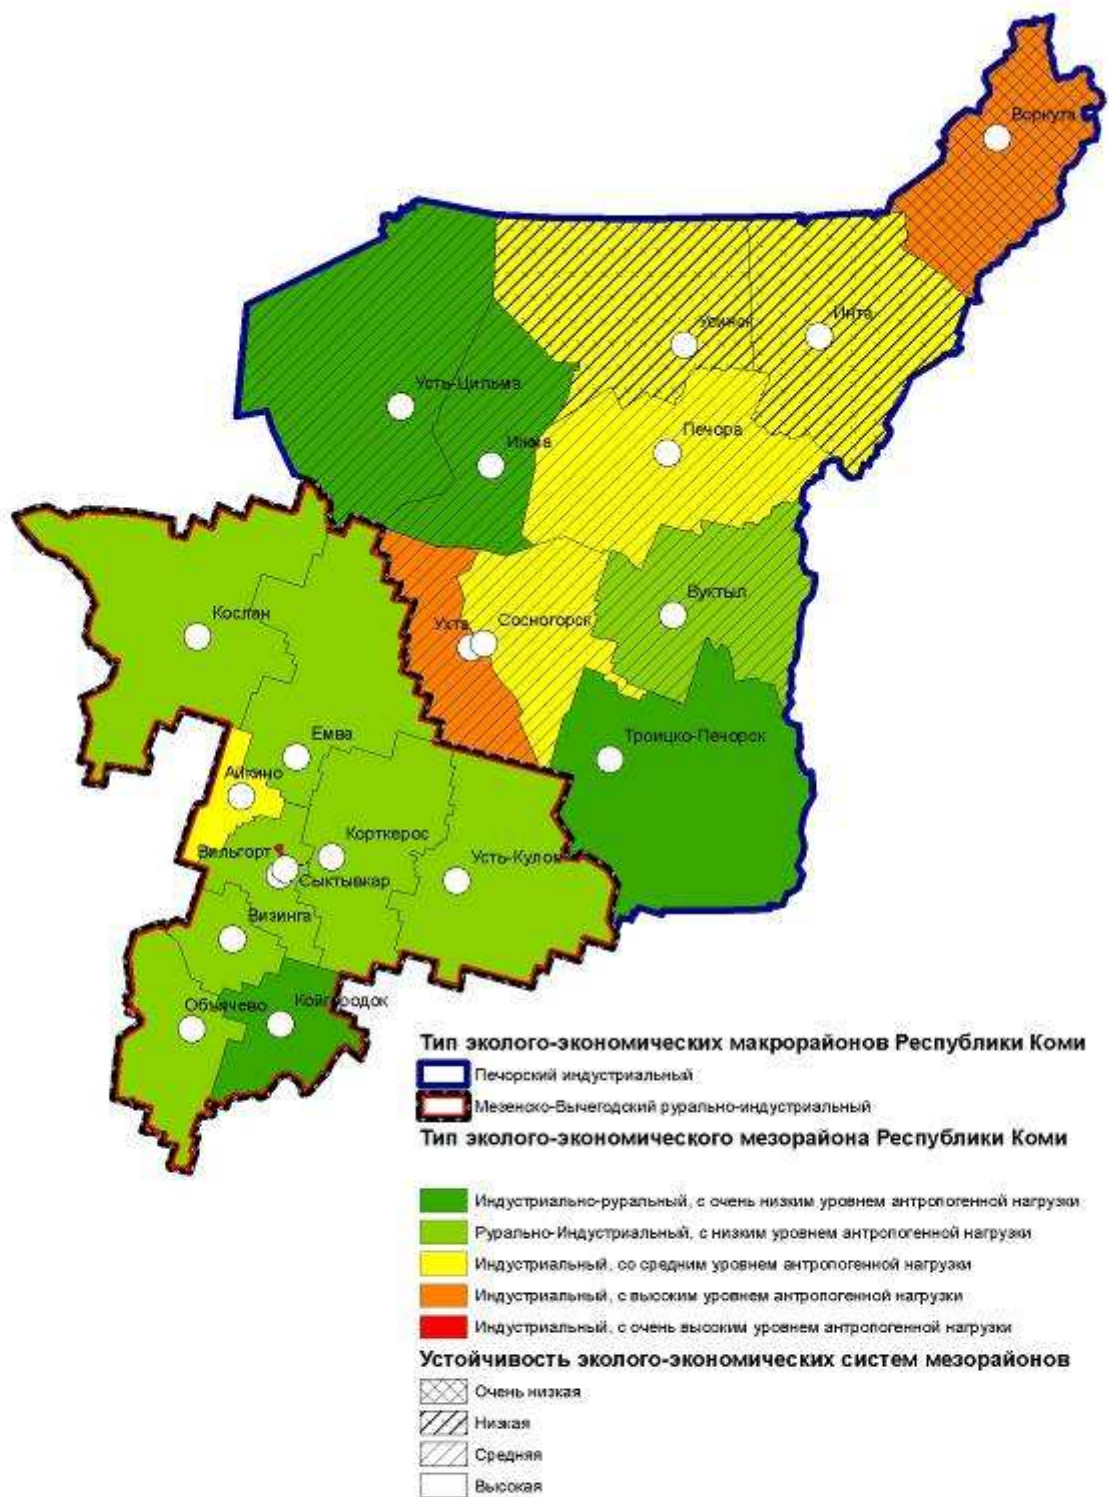 Воркута
Усинск
Инта
Усть-Цильма
Ижма
Печора
Вуктыл
Кослан
Ухта
Сосногорск
Емва
Троицко-Печорск
Айкино
Корткерос
Вильгорт
Усть-Кулом
Сыктывкар
Визинга
Объячево
Койгородок
Тип эколого-экономических макрорайонов Республики Коми
Печорский индустриальный
Мезенско-Вычегодский рурально-индустриальный
Тип эколого-экономического мезорайона Республики Коми
Индустриально-руральный, с очень низким уровнем антропогенной нагрузки
Рурально-Индустриальный, с низким уровнем антропогенной нагрузки
Индустриальный, со средним уровнем антропогенной нагрузки
Индустриальный, с высоким уровнем антропогенной нагрузки
Индустриальный, с очень высоким уровнем антропогенной нагрузки
Устойчивость эколого-экономических систем мезорайонов
Очень низкая
Низкая
Средняя
Высокая